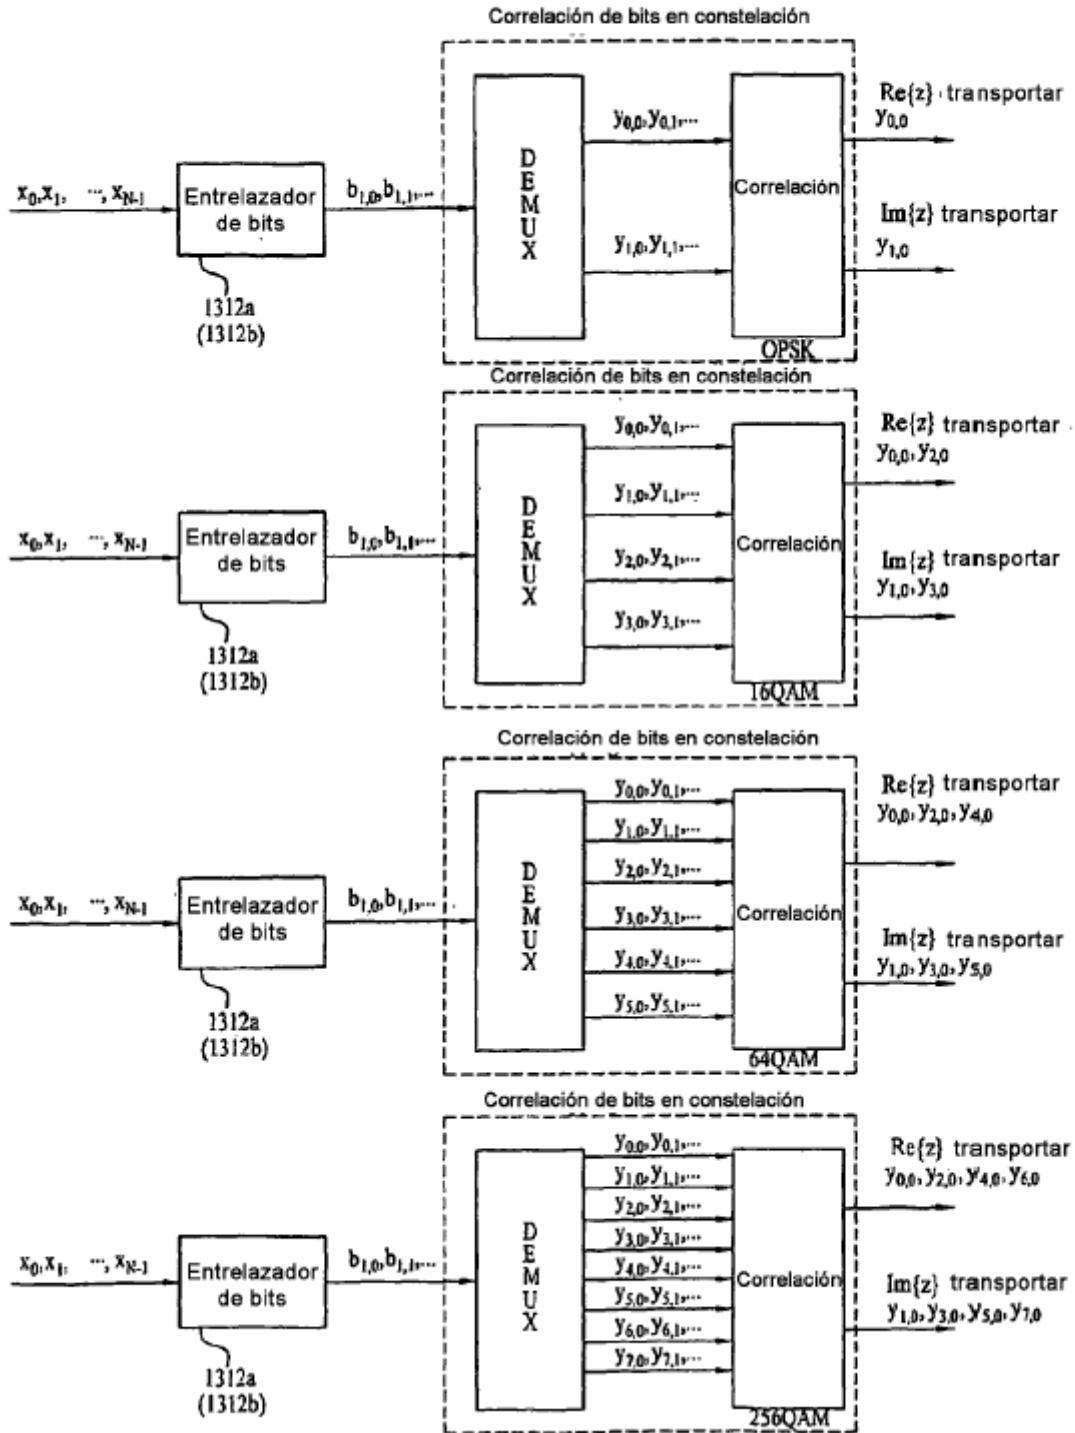 Correlación de bits en constelación
x0,x1, ..., xN-1
Entrelazador
de bits
1312a
(1312b)
b1,0,b1,1,...
DEMUX
y0,0,y0,1,...
y1,0,y1,1,...
Correlación
OPSK
Re{z} transportar
y0,0
Im{z} transportar
y1,0
Correlación de bits en constelación
x0,x1, ..., xN-1
Entrelazador
de bits
1312a
(1312b)
b1,0,b1,1,...
DEMUX
y0,0,y0,1,...
y1,0,y1,1,...
y2,0,y2,1,...
y3,0,y3,1,...
Correlación
16QAM
Re{z} transportar
y0,0,y2,0
Im{z} transportar
y1,0,y3,0
Correlación de bits en constelación
x0,x1, ..., xN-1
Entrelazador
de bits
1312a
(1312b)
b1,0,b1,1,...
DEMUX
y0,0,y0,1,...
y1,0,y1,1,...
y2,0,y2,1,...
y3,0,y3,1,...
y4,0,y4,1,...
y5,0,y5,1,...
Correlación
64QAM
Re{z} transportar
y0,0,y2,0,y4,0
Im{z} transportar
y1,0,y3,0,y5,0
Correlación de bits en constelación
x0,x1, ..., xN-1
Entrelazador
de bits
1312a
(1312b)
b1,0,b1,1,...
DEMUX
y0,0,y0,1,...
y1,0,y1,1,...
y2,0,y2,1,...
y3,0,y3,1,...
y4,0,y4,1,...
y5,0,y5,1,...
y6,0,y6,1,...
y7,0,y7,1,...
Correlación
256QAM
Re{z} transportar
y0,0,y2,0,y4,0,y6,0
Im{z} transportar
y1,0,y3,0,y5,0,y7,0